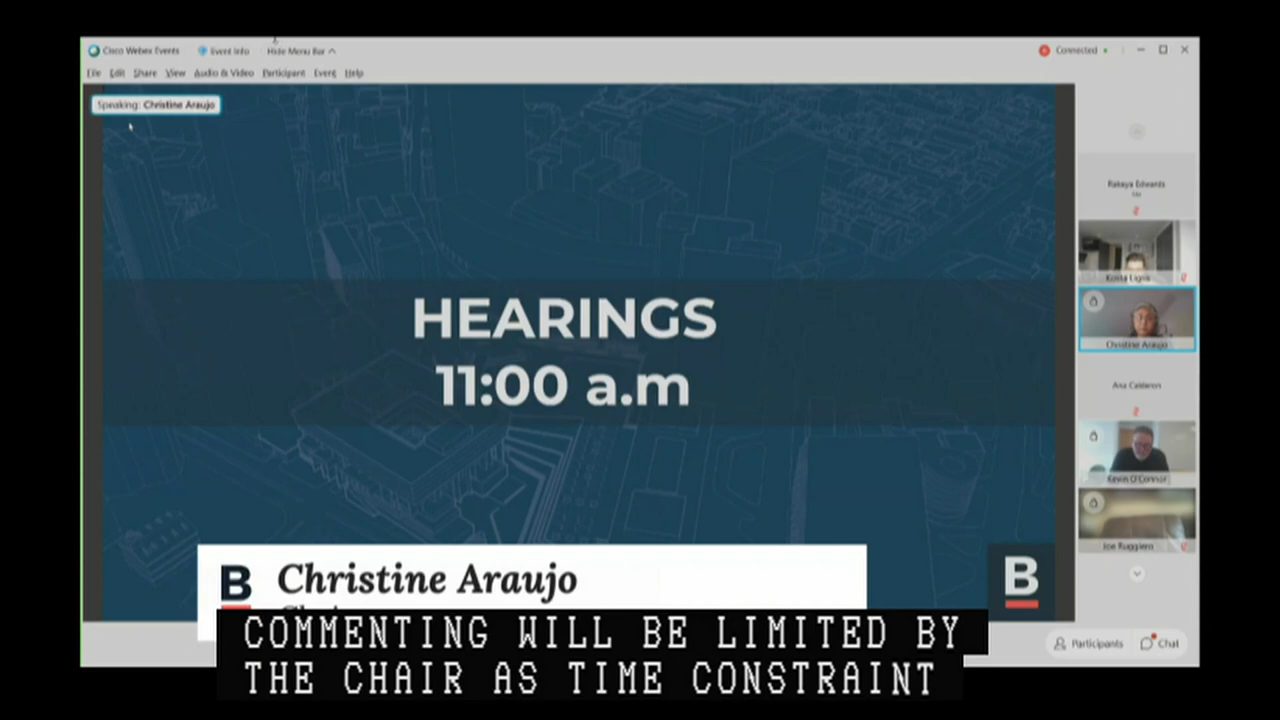 Cisco Webex Events Event Info Hide Menu Bar Connected
File Edit Share View Audio & Video Participant Event Help
Speaking: Christine Araujo
Rakaya Edwards
Me
Christine Araujo
Ana Calderon
Kevin O'Connor
Joe Ruggiero
HEARINGS
11:00 a.m
B
B Christine Araujo
COMMENTING WILL BE LIMITED BY
THE CHAIR AS TIME CONSTRAINT
Participants Chat